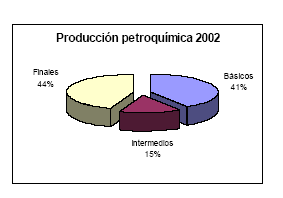 Producción petroquímica 2002
Finales
44%
Básicos
41%
Intermedios
15%